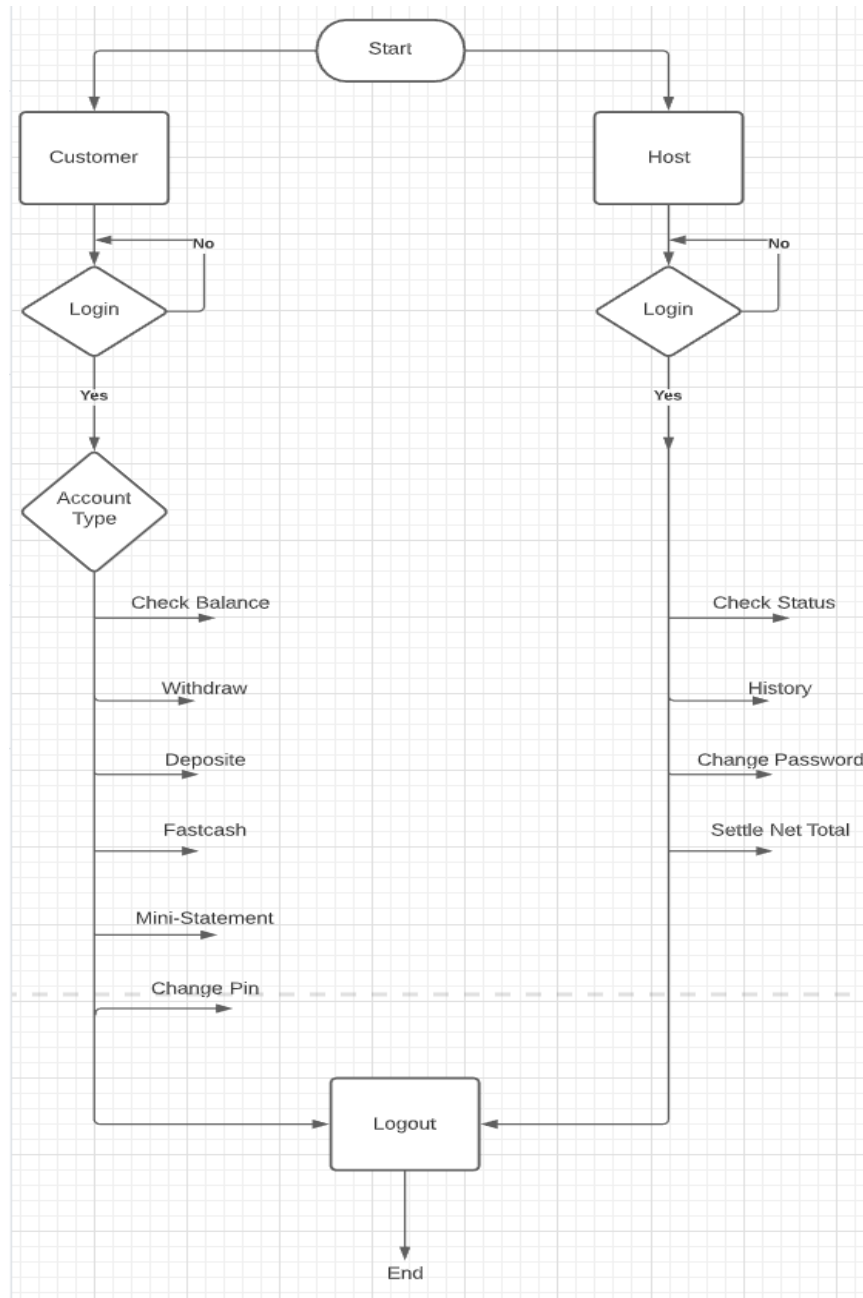 Start
Customer
Host
No
No
Login
Login
Yes
Yes
Account
Type
Check Balance
Check Status
Withdraw
History
Deposite
Change Password
Fastcash
Settle Net Total
Mini-Statement
Change Pin
Logout
End